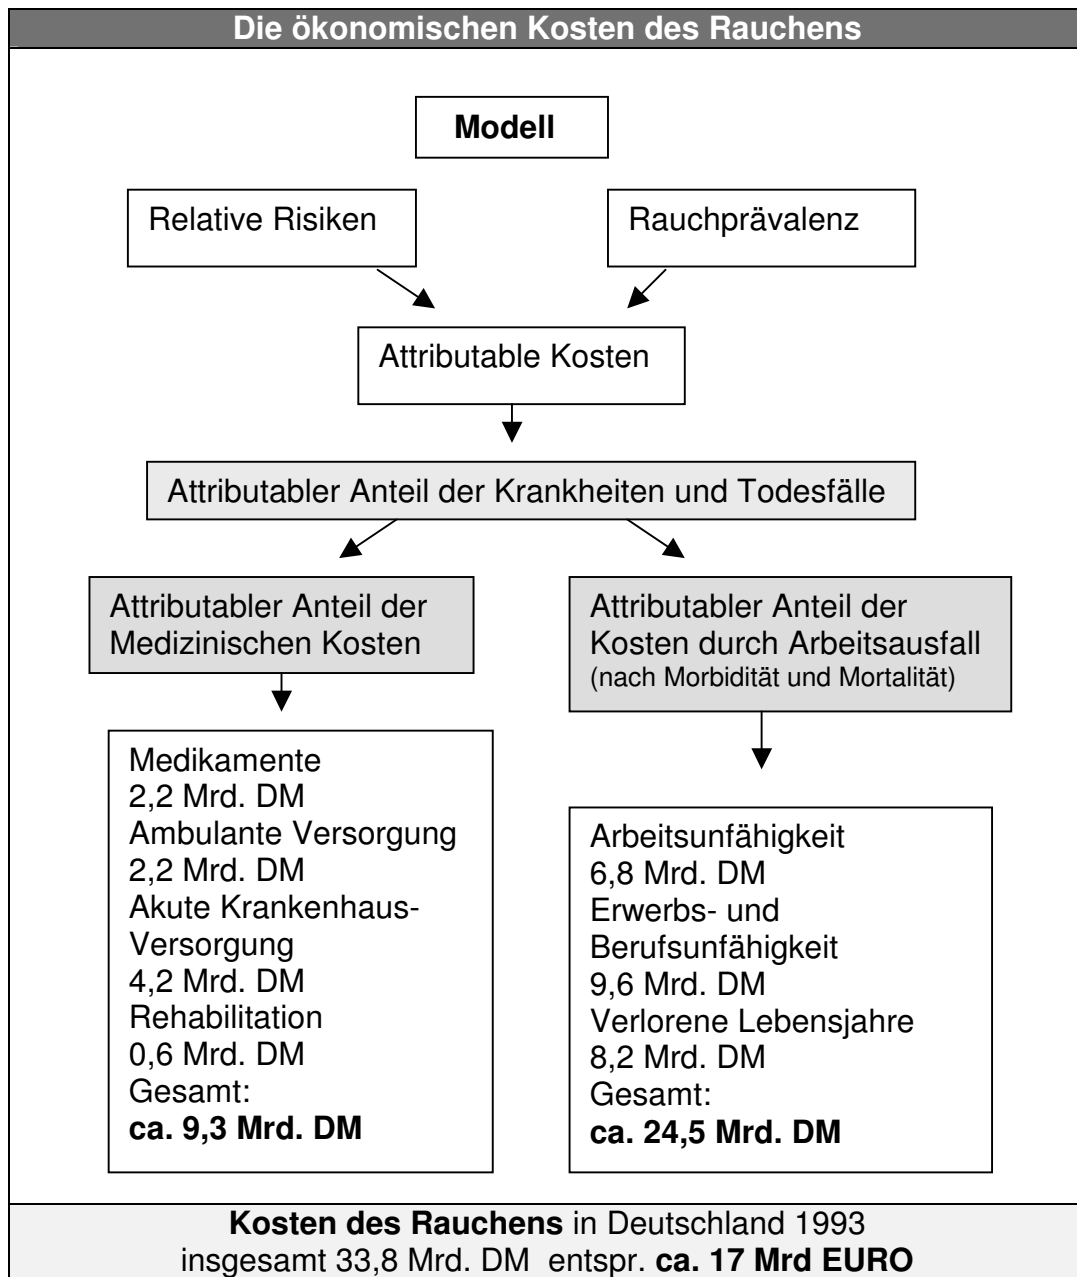 Die ökonomischen Kosten des Rauchens
Modell
Relative Risiken
Rauchprävalenz
Attributable Kosten
Attributabler Anteil der Krankheiten und Todesfälle
Attributabler Anteil der
Medizinischen Kosten
Attributabler Anteil der
Kosten durch Arbeitsausfall
(nach Morbidität und Mortalität)
Medikamente
2,2 Mrd. DM
Ambulante Versorgung
2,2 Mrd. DM
Akute Krankenhaus-
Versorgung
4,2 Mrd. DM
Rehabilitation
0,6 Mrd. DM
Gesamt:
ca. 9,3 Mrd. DM
Arbeitsunfähigkeit
6,8 Mrd. DM
Erwerbs- und
Berufsunfähigkeit
9,6 Mrd. DM
Verlorene Lebensjahre
8,2 Mrd. DM
Gesamt:
ca. 24,5 Mrd. DM
Kosten des Rauchens in Deutschland 1993
insgesamt 33,8 Mrd. DM entspr. ca. 17 Mrd EURO